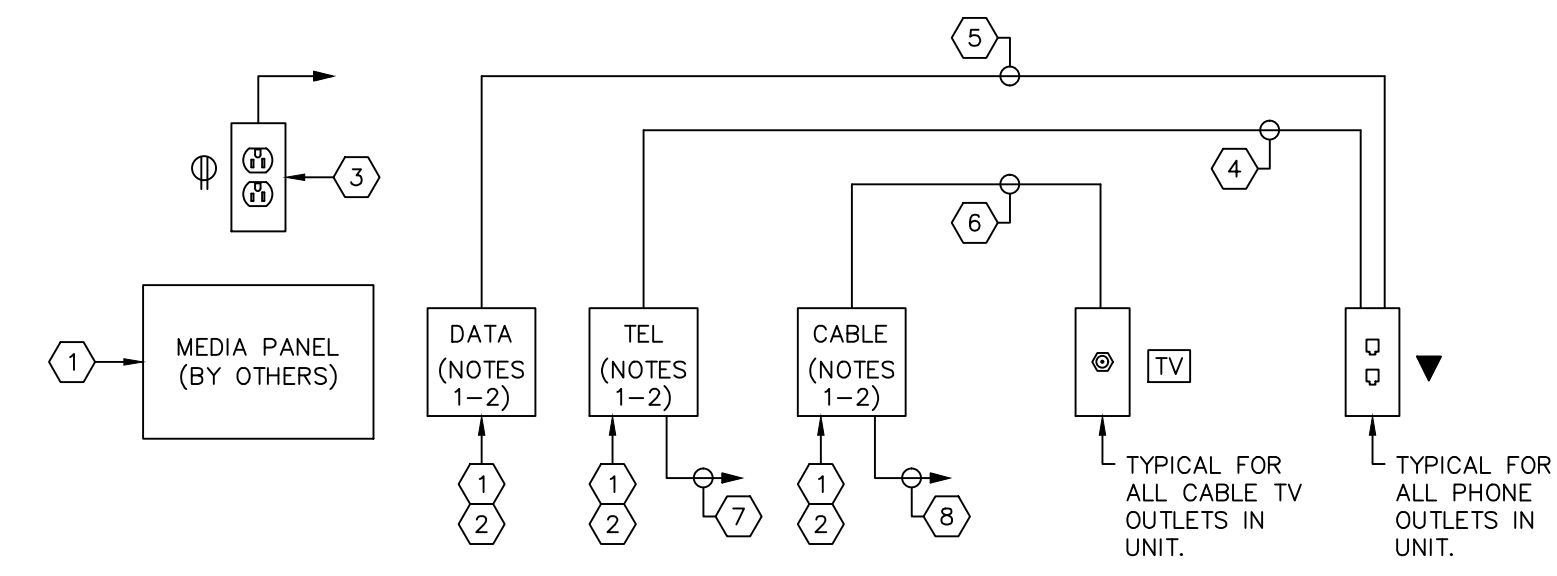 5
4
3
6
1
MEDIA PANEL
(BY OTHERS)
DATA
(NOTES
1-2)
TEL
(NOTES
1-2)
CABLE
(NOTES
1-2)
TV
1
2
1
2
7
1
2
8
TYPICAL FOR
ALL CABLE TV
OUTLETS IN
UNIT.
TYPICAL FOR
ALL PHONE
OUTLETS IN
UNIT.